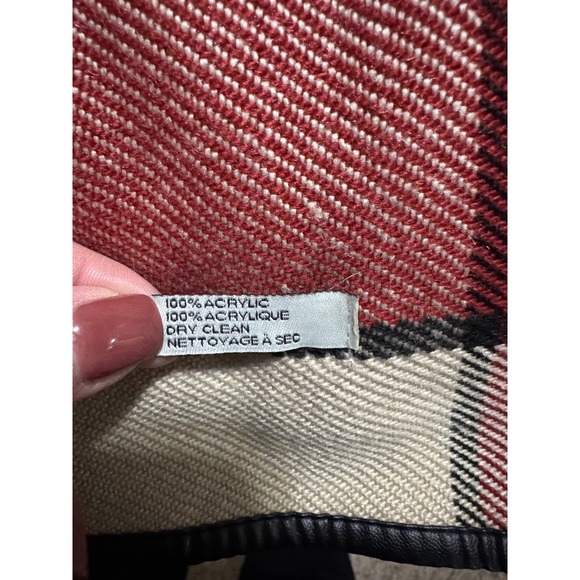 100% ACRYLIC
100% ACRYLIQUE
DRY CLEAN
NETTOYAGE À SEC